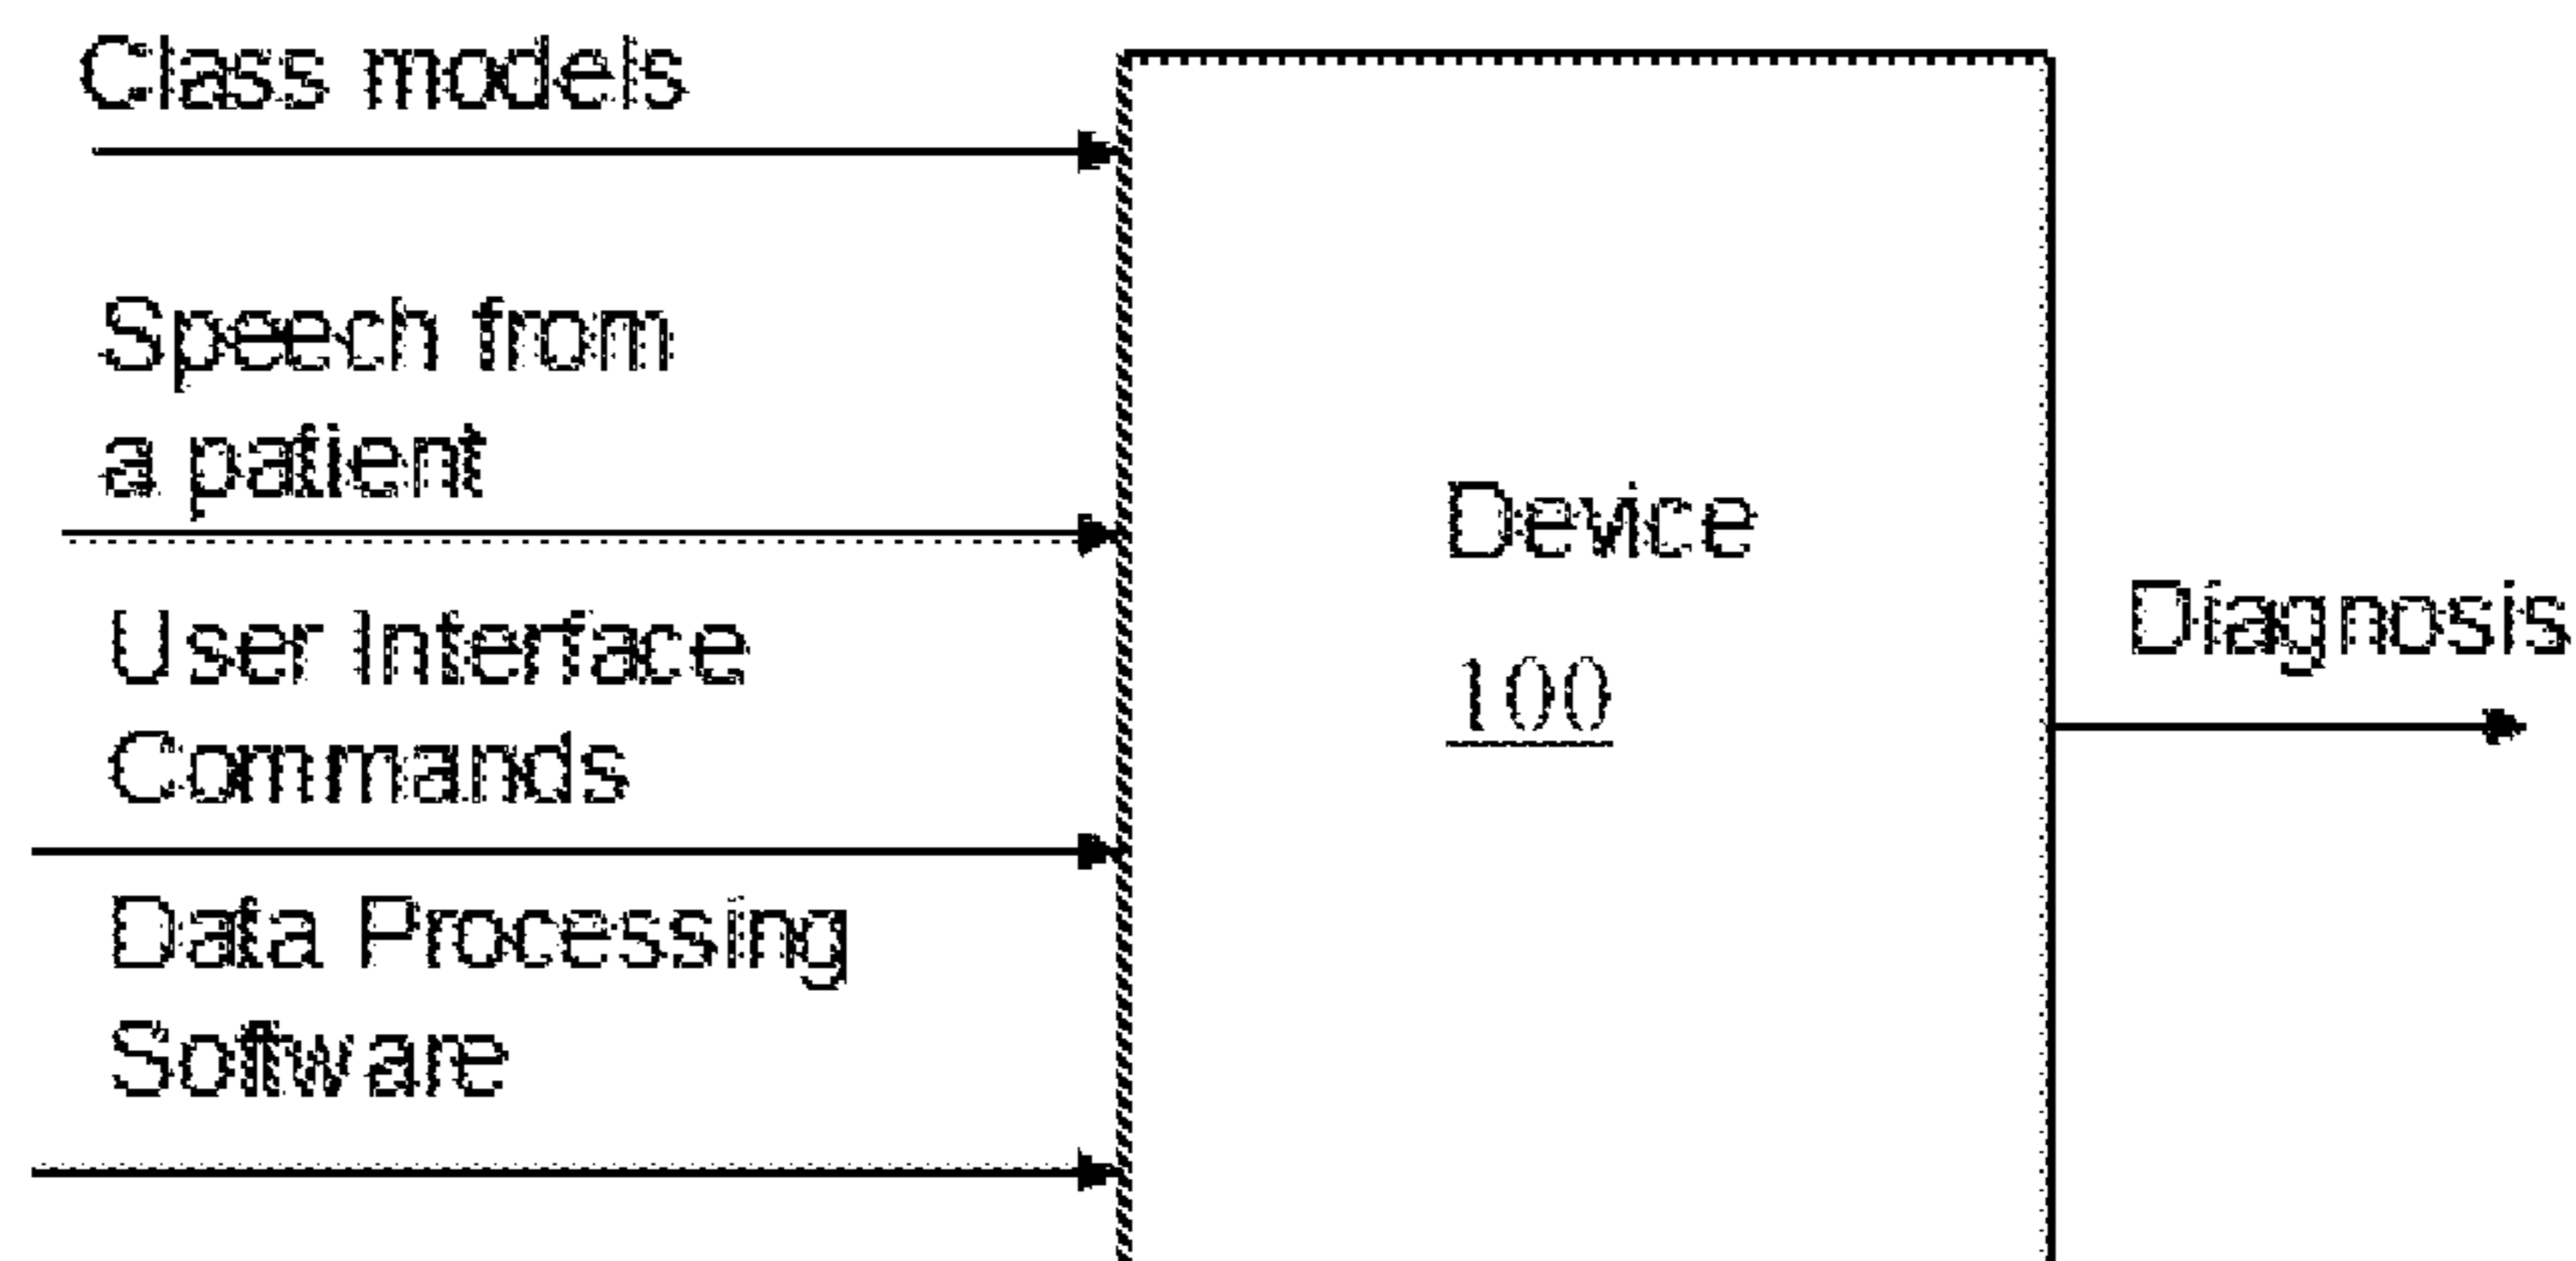 Class models
Speech from
a patient
User Interface
Commands
Data Processing
Software
Device
100
Diagnosis